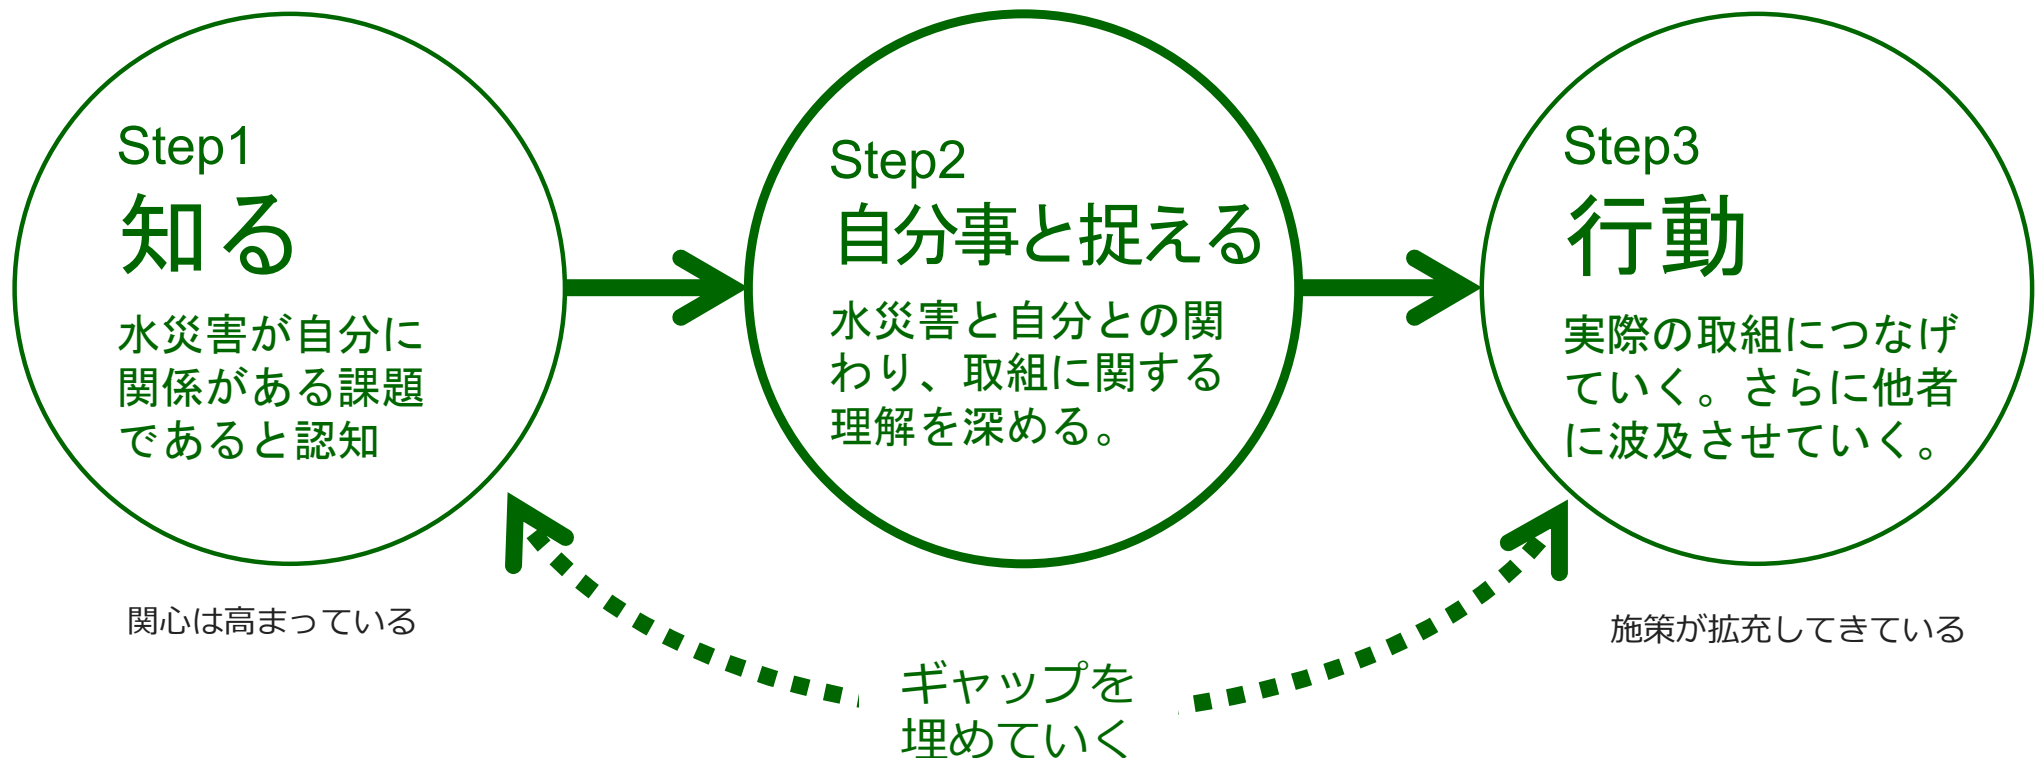 Step1
知る
水災害が自分に
関係がある課題
であると認知
Step2
自分事と捉える
水災害と自分との関
わり、取組に関する
理解を深める。
Step3
行動
実際の取組につなげ
ていく。さらに他者
に波及させていく。
関心は高まっている
施策が拡充してきている
ギャップを
埋めていく